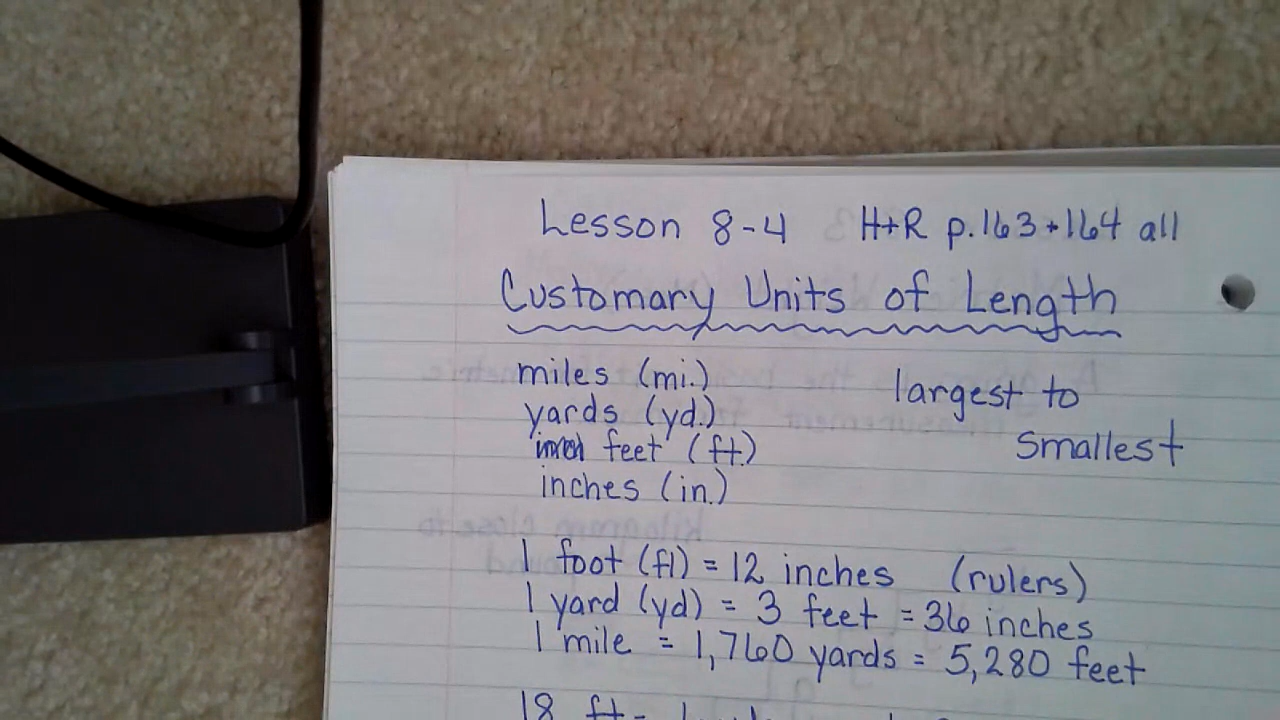 Lesson 8-4 H+R p.163+164 all
Customary Units of Length
miles (mi.) largest to
yards (yd.) smallest
feet (ft.)
inches (in.)
1 foot (ft) = 12 inches (rulers)
1 yard (yd) = 3 feet = 36 inches
1 mile = 1,760 yards = 5,280 feet
18 ft =